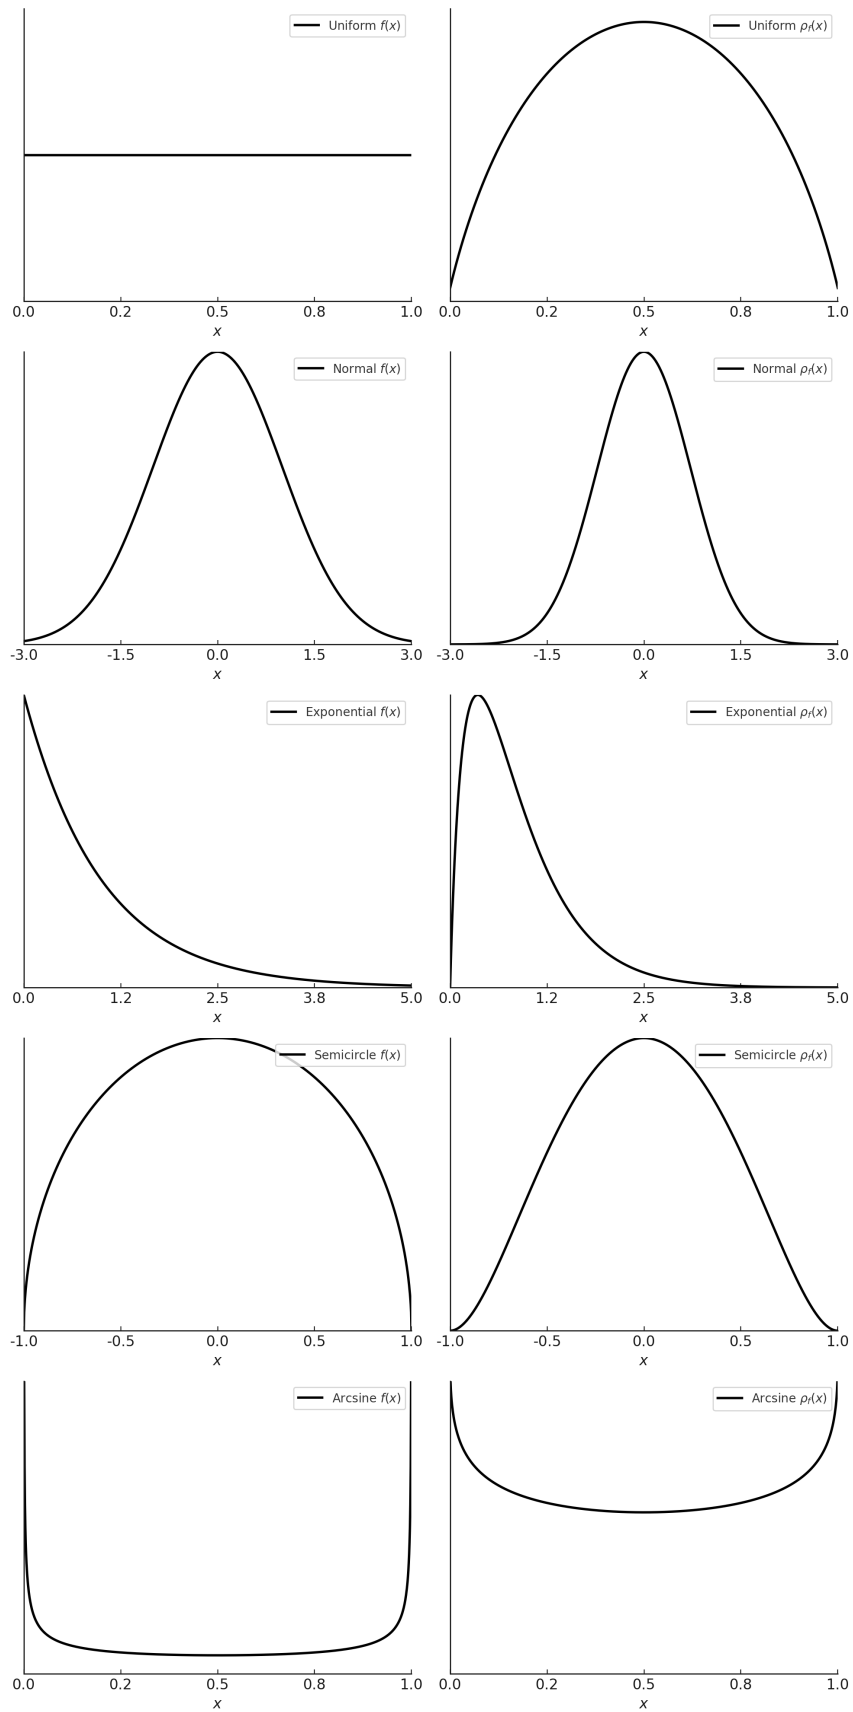 Uniform f(x)
0.0 0.2 0.5 0.8 1.0
x
Uniform ρ_f(x)
0.0 0.2 0.5 0.8 1.0
x
Normal f(x)
-3.0 -1.5 0.0 1.5 3.0
x
Normal ρ_f(x)
-3.0 -1.5 0.0 1.5 3.0
x
Exponential f(x)
0.0 1.2 2.5 3.8 5.0
x
Exponential ρ_f(x)
0.0 1.2 2.5 3.8 5.0
x
Semicircle f(x)
-1.0 -0.5 0.0 0.5 1.0
x
Semicircle ρ_f(x)
-1.0 -0.5 0.0 0.5 1.0
x
Arcsine f(x)
0.0 0.2 0.5 0.8 1.0
x
Arcsine ρ_f(x)
0.0 0.2 0.5 0.8 1.0
x